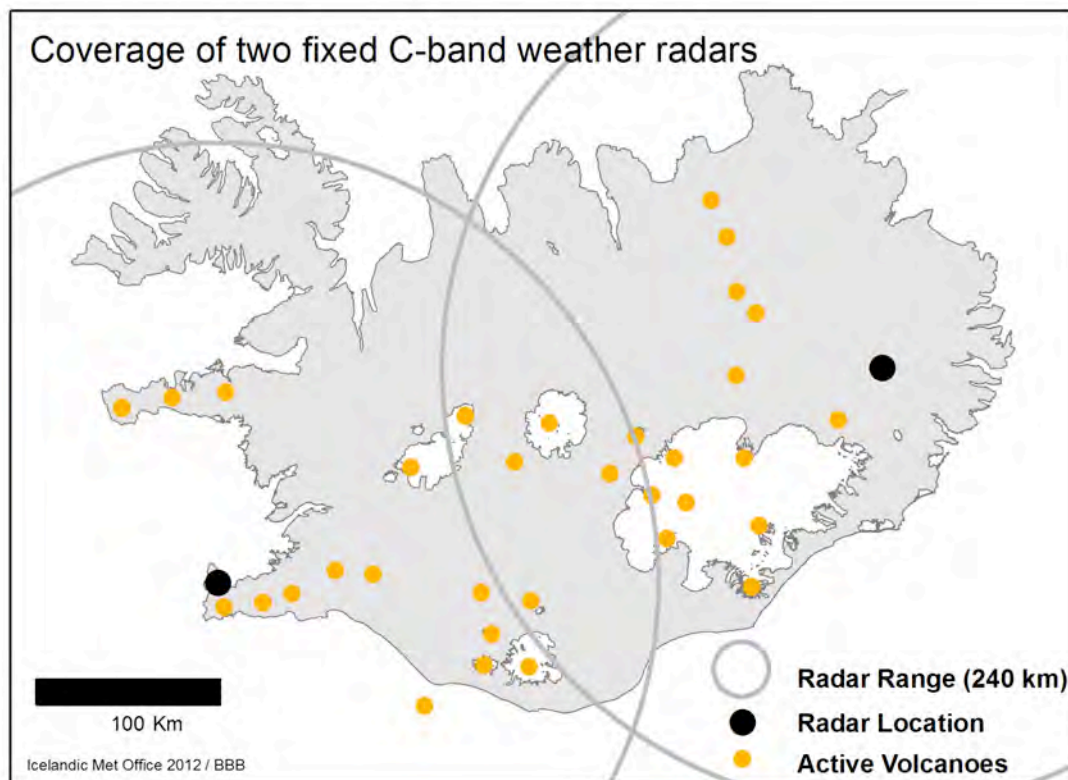 Coverage of two fixed C-band weather radars
Radar Range (240 km)
Radar Location
100 Km
Active Volcanoes
Icelandic Met Office 2012 / BBB